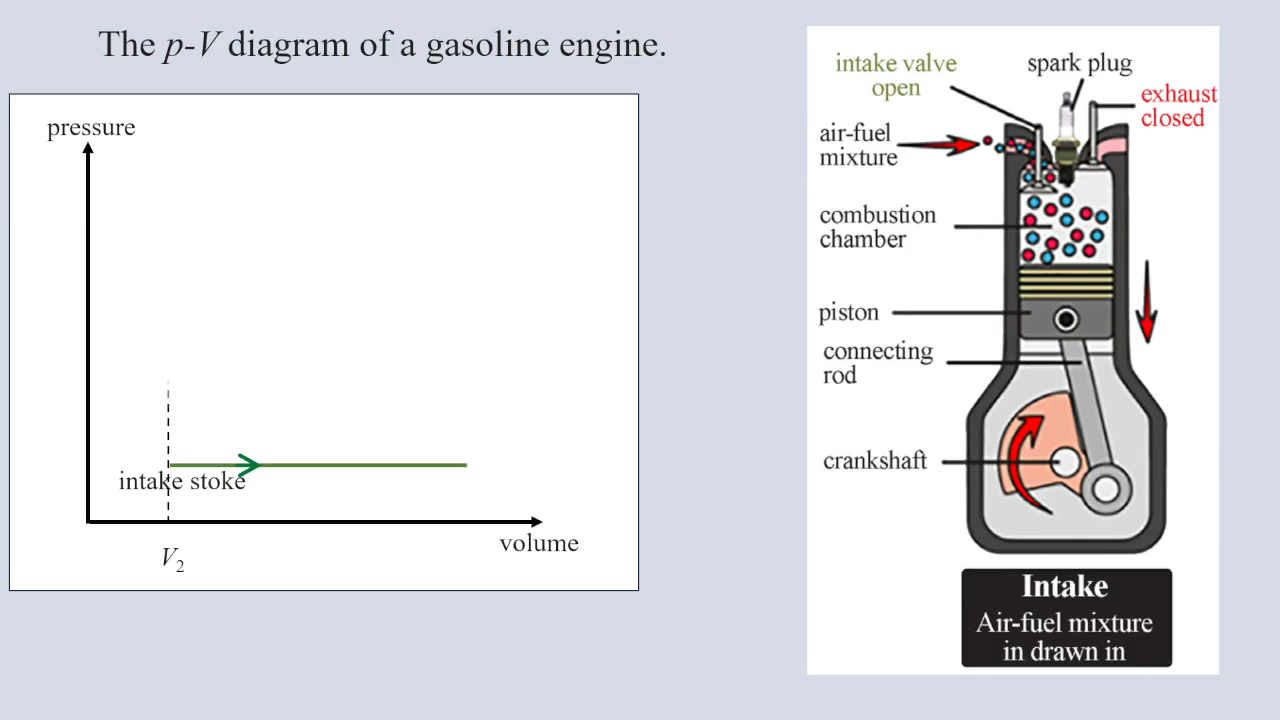 The p-V diagram of a gasoline engine.
pressure
intake stoke
volume
V2
intake valve
open
spark plug
exhaust
closed
air-fuel
mixture
combustion
chamber
piston
connecting
rod
crankshaft
Intake
Air-fuel mixture
in drawn in